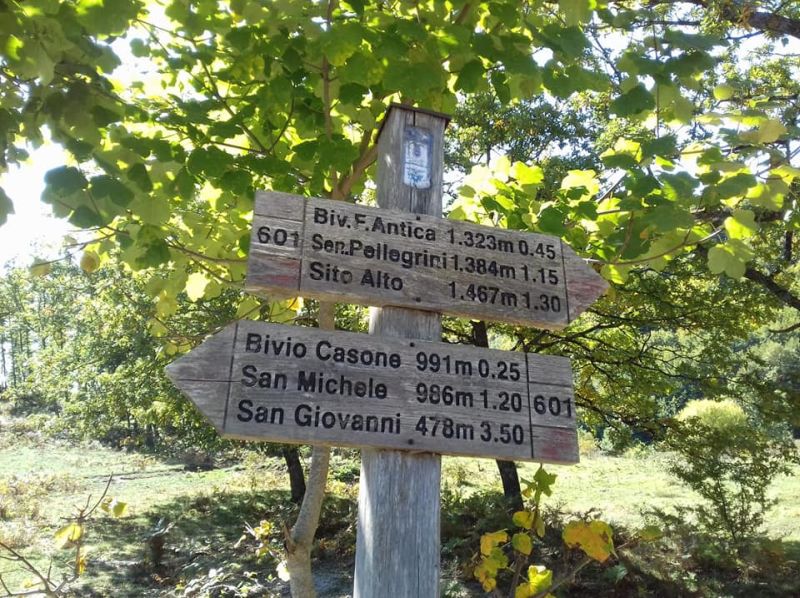 601
Biv. F. Antica 1.323m 0.45
Sen. Pellegrini 1.384m 1.15
Sito Alto 1.467m 1.30
Bivio Casone 991m 0.25
San Michele 986m 1.20
San Giovanni 478m 3.50
601